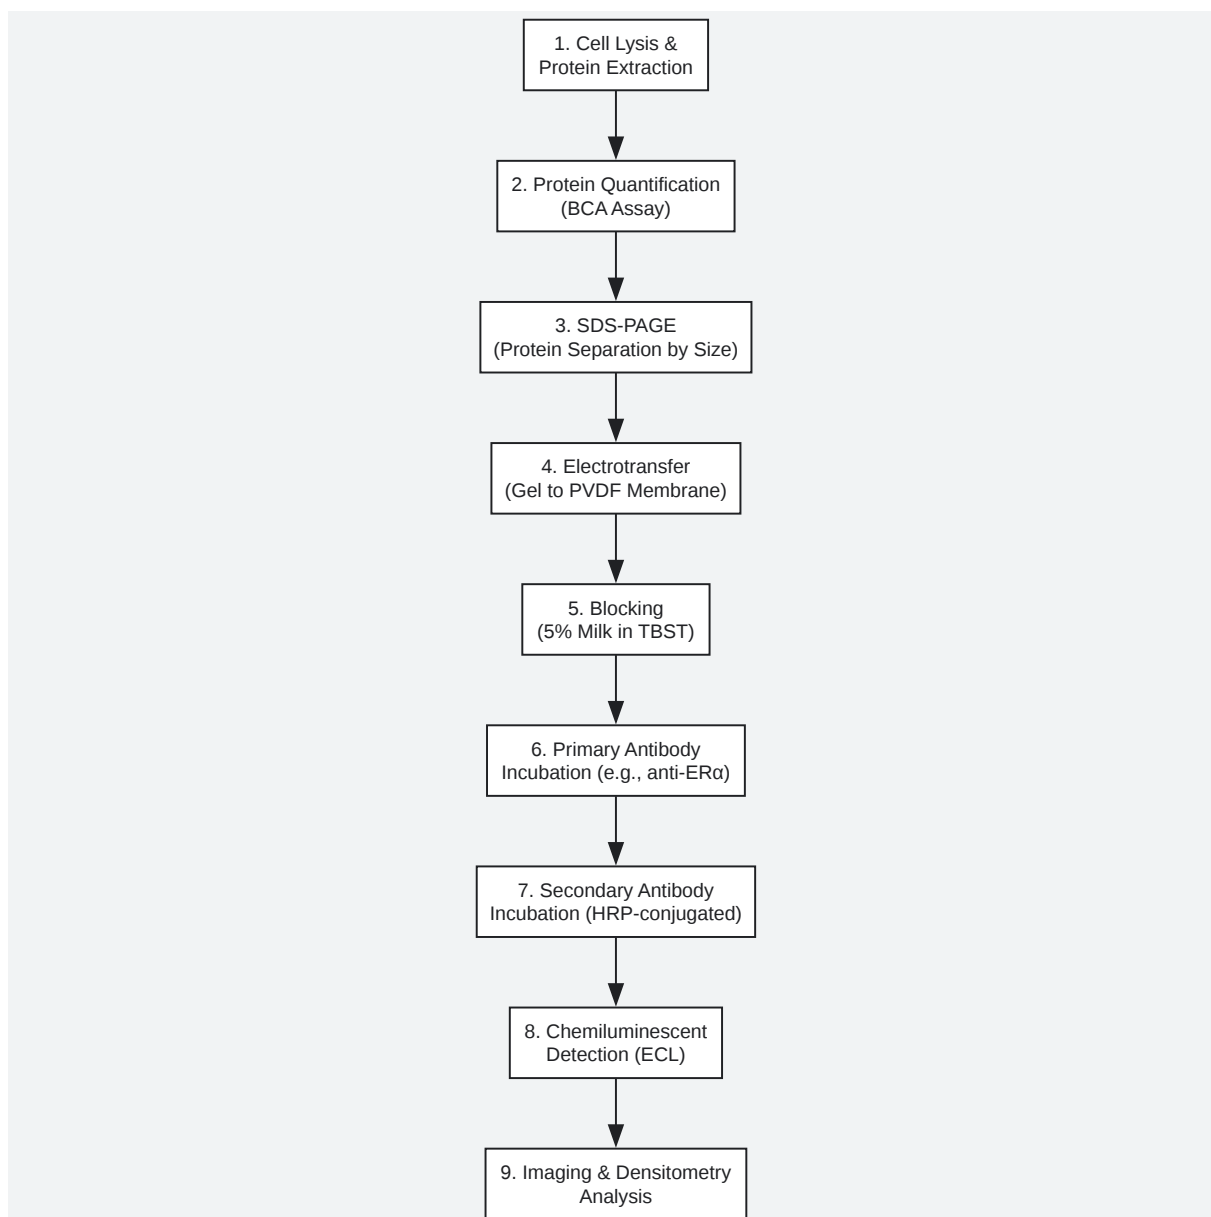 1. Cell Lysis &
Protein Extraction
2. Protein Quantification
(BCA Assay)
3. SDS-PAGE
(Protein Separation by Size)
4. Electrotransfer
(Gel to PVDF Membrane)
5. Blocking
(5% Milk in TBST)
6. Primary Antibody
Incubation (e.g., anti-ERα)
7. Secondary Antibody
Incubation (HRP-conjugated)
8. Chemiluminescent
Detection (ECL)
9. Imaging & Densitometry
Analysis